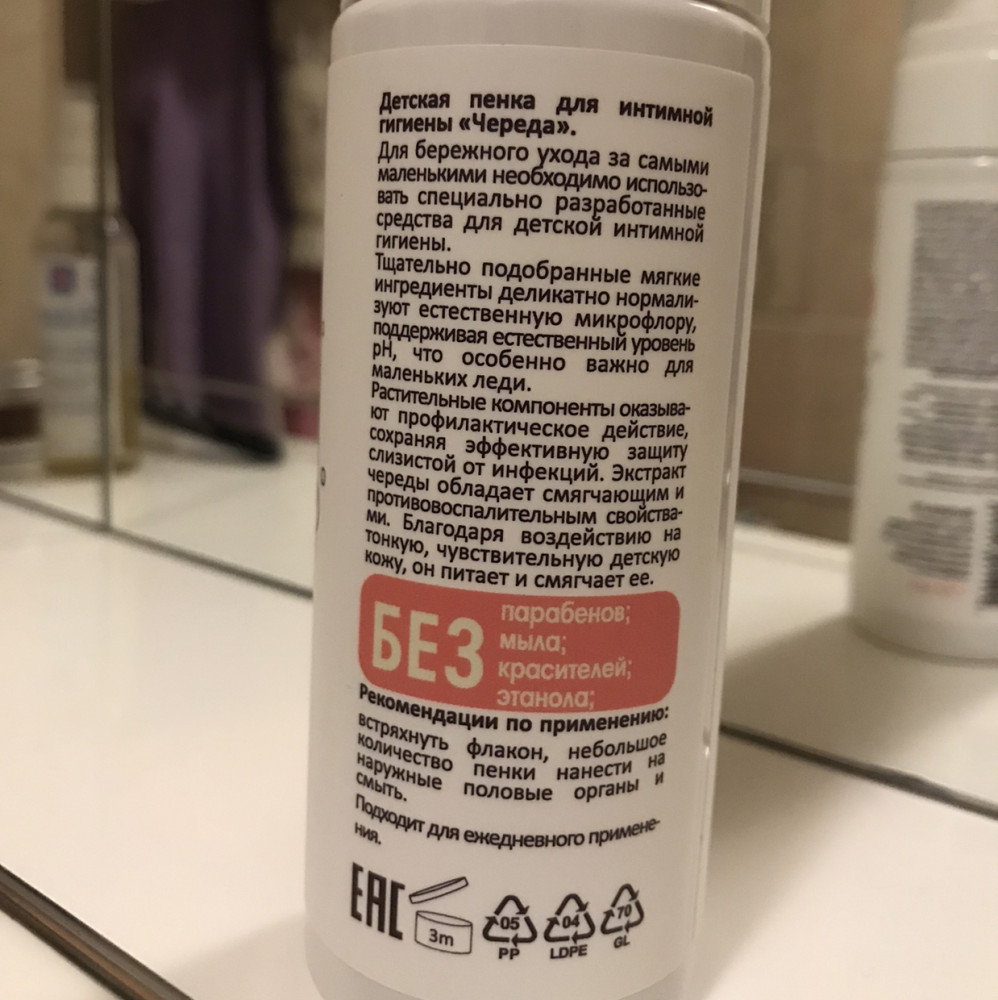 Детская пенка для интимной
гигиены «Череда».
Для бережного ухода за самыми
маленькими необходимо использо-
вать специально разработанные
средства для детской интимной
гигиены.
Тщательно подобранные мягкие
ингредиенты деликатно нормали-
зуют естественную микрофлору,
поддерживая естественный уровень
pH, что особенно важно для
маленьких леди.
Растительные компоненты оказыва-
ют профилактическое действие,
сохраняя эффективную защиту
слизистой от инфекций. Экстракт
череды обладает смягчающим и
противовоспалительным свойства-
ми. Благодаря воздействию на
тонкую, чувствительную детскую
кожу, он питает и смягчает ее.
БЕЗ
парабенов;
мыла;
красителей;
этанола;
Рекомендации по применению:
встряхнуть флакон, небольшое
количество пенки нанести на
наружные половые органы и
смыть.
Подходит для ежедневного примене-
ния.
EAC
3m
05
PP
04
LDPE
70
GL